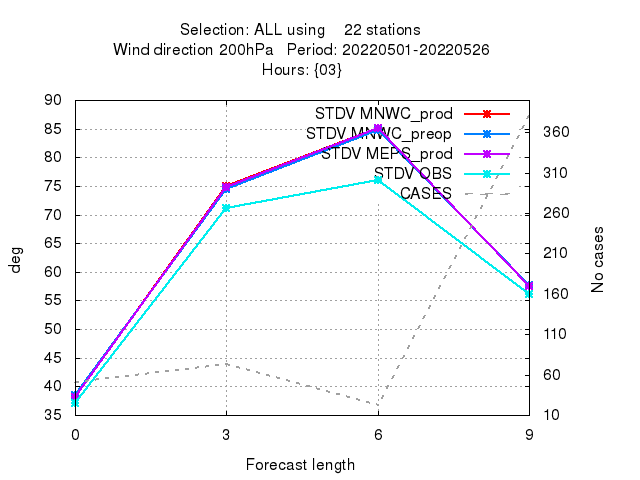 Selection: ALL using    22 stations
Wind direction 200hPa   Period: 20220501-20220526
Hours: {03}
STDV MNWC_prod
STDV MNWC_preop
STDV MEPS_prod
STDV OBS
CASES
90
85
80
75
70
65
60
55
50
45
40
35
deg
360
310
260
210
160
110
60
10
No cases
0 3 6 9
Forecast length